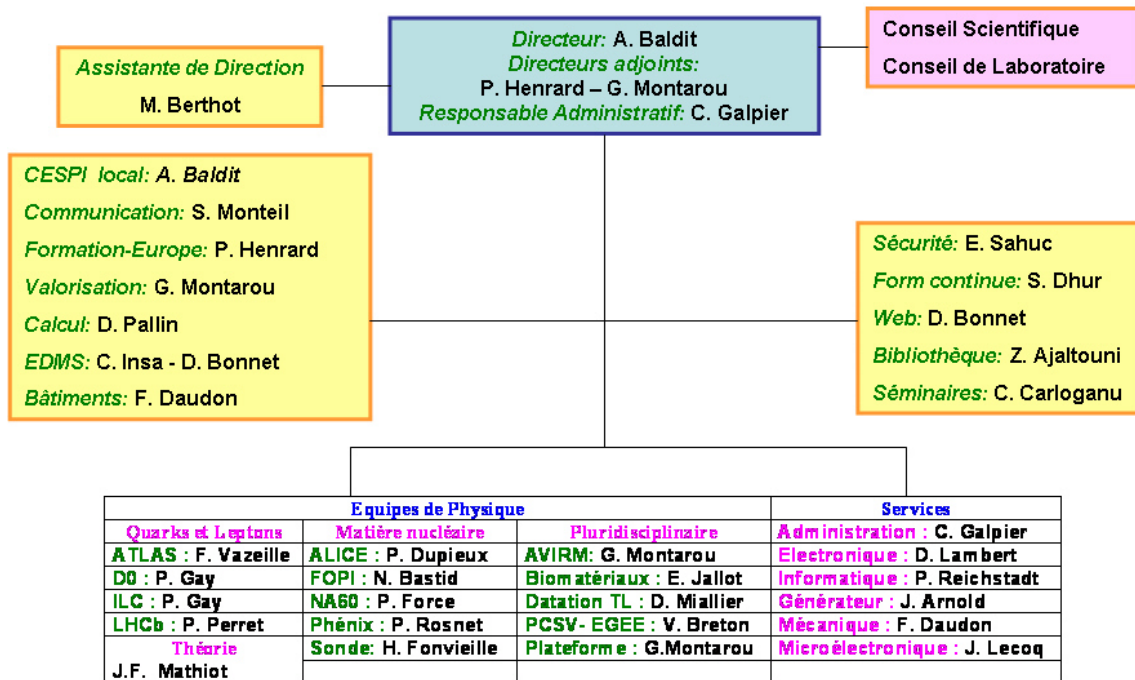 Directeur: A. Baldit
Directeurs adjoints:
P. Henrard – G. Montarou
Responsable Administratif: C. Galpier
Assistante de Direction
M. Berthot
Conseil Scientifique
Conseil de Laboratoire
CESPI local: A. Baldit
Communication: S. Monteil
Formation-Europe: P. Henrard
Valorisation: G. Montarou
Calcul: D. Pallin
EDMS: C. Insa - D. Bonnet
Bâtiments: F. Daudon
Sécurité: E. Sahuc
Form continue: S. Dhur
Web: D. Bonnet
Bibliothèque: Z. Ajaltouni
Séminaires: C. Carloganu
Equipes de Physique
Services
Quarks et Leptons
Matière nucléaire
Pluridisciplinaire
Administration : C. Galpier
ATLAS : F. Vazeille
ALICE : P. Dupieux
AVIRM: G. Montarou
Electronique : D. Lambert
D0 : P. Gay
FOPI : N. Bastid
Biomatériaux : E. Jallot
Informatique : P. Reichstadt
ILC : P. Gay
NA60 : P. Force
Datation TL : D. Miallier
Générateur : J. Arnold
LHCb : P. Perret
Phénix : P. Rosnet
PCSV- EGEE : V. Breton
Mécanique : F. Daudon
Théorie
Sonde: H. Fonvieille
Plateforme : G.Montarou
Microélectronique : J. Lecoq
J.F. Mathiot